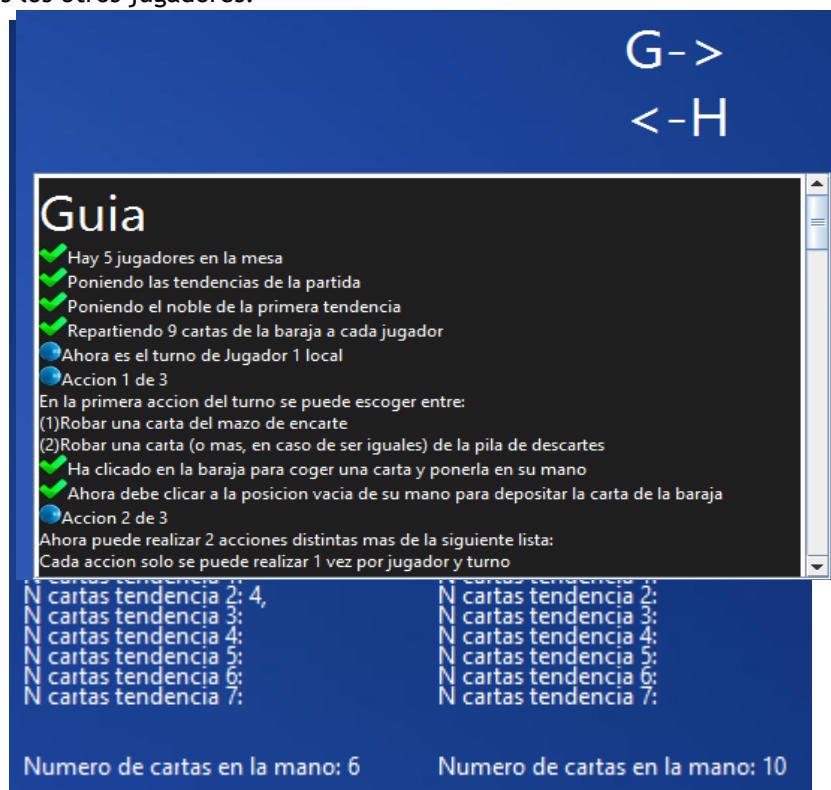 s los otros jugadores.
G->
<-H
Guia
Hay 5 jugadores en la mesa
Poniendo las tendencias de la partida
Poniendo el noble de la primera tendencia
Repartiendo 9 cartas de la baraja a cada jugador
Ahora es el turno de Jugador 1 local
Accion 1 de 3
En la primera accion del turno se puede escoger entre:
(1)Robar una carta del mazo de encarte
(2)Robar una carta (o mas, en caso de ser iguales) de la pila de descartes
Ha clicado en la baraja para coger una carta y ponerla en su mano
Ahora debe clicar a la posicion vacia de su mano para depositar la carta de la baraja
Accion 2 de 3
Ahora puede realizar 2 acciones distintas mas de la siguiente lista:
Cada accion solo se puede realizar 1 vez por jugador y turno
N cartas tendencia 1:
N cartas tendencia 2: 4,
N cartas tendencia 3:
N cartas tendencia 4:
N cartas tendencia 5:
N cartas tendencia 6:
N cartas tendencia 7:
Numero de cartas en la mano: 6
N cartas tendencia 1:
N cartas tendencia 2:
N cartas tendencia 3:
N cartas tendencia 4:
N cartas tendencia 5:
N cartas tendencia 6:
N cartas tendencia 7:
Numero de cartas en la mano: 10